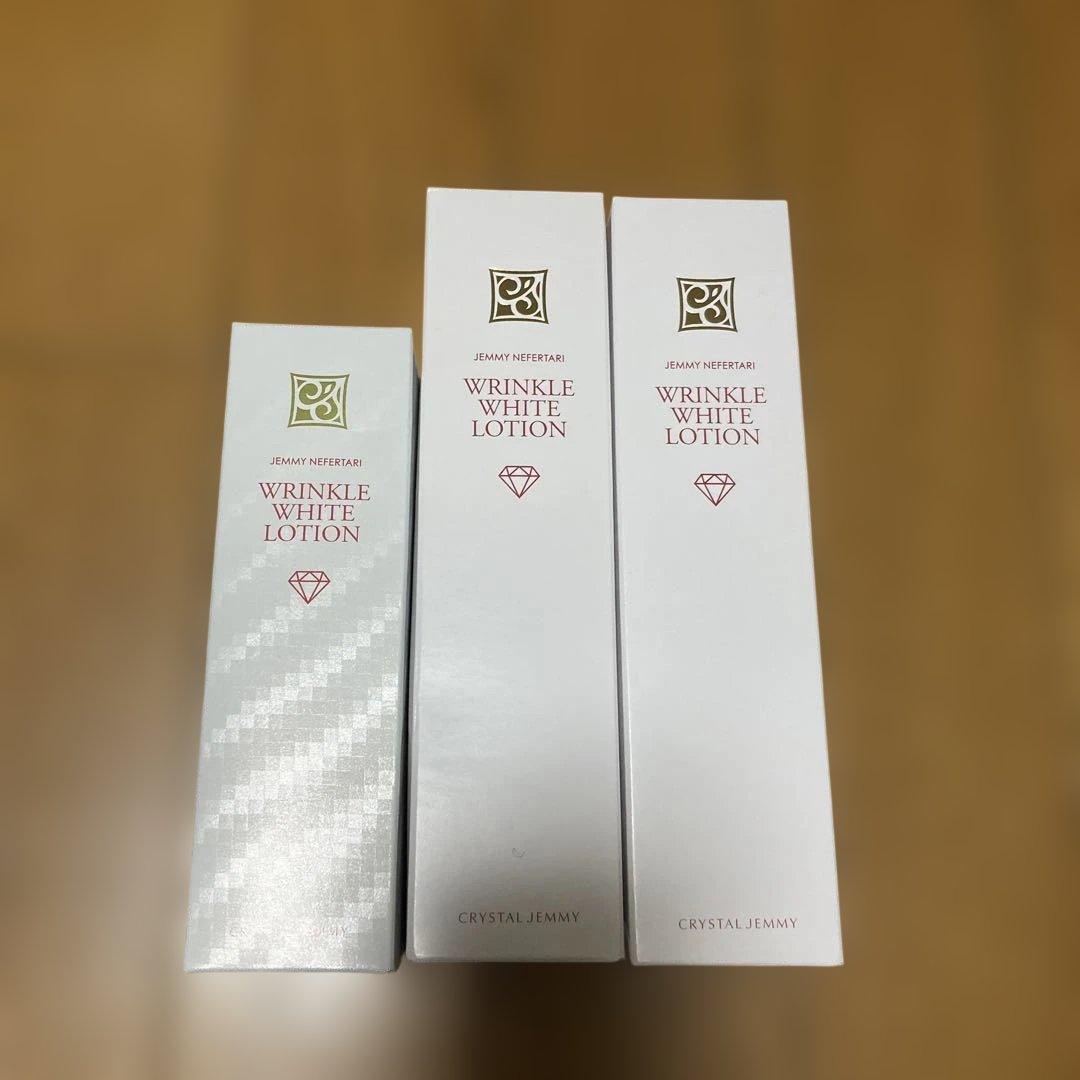 JEMMY NEFERTARI
WRINKLE
WHITE
LOTION
JEMMY NEFERTARI
WRINKLE
WHITE
LOTION
CRYSTAL JEMMY
JEMMY NEFERTARI
WRINKLE
WHITE
LOTION
CRYSTAL JEMMY